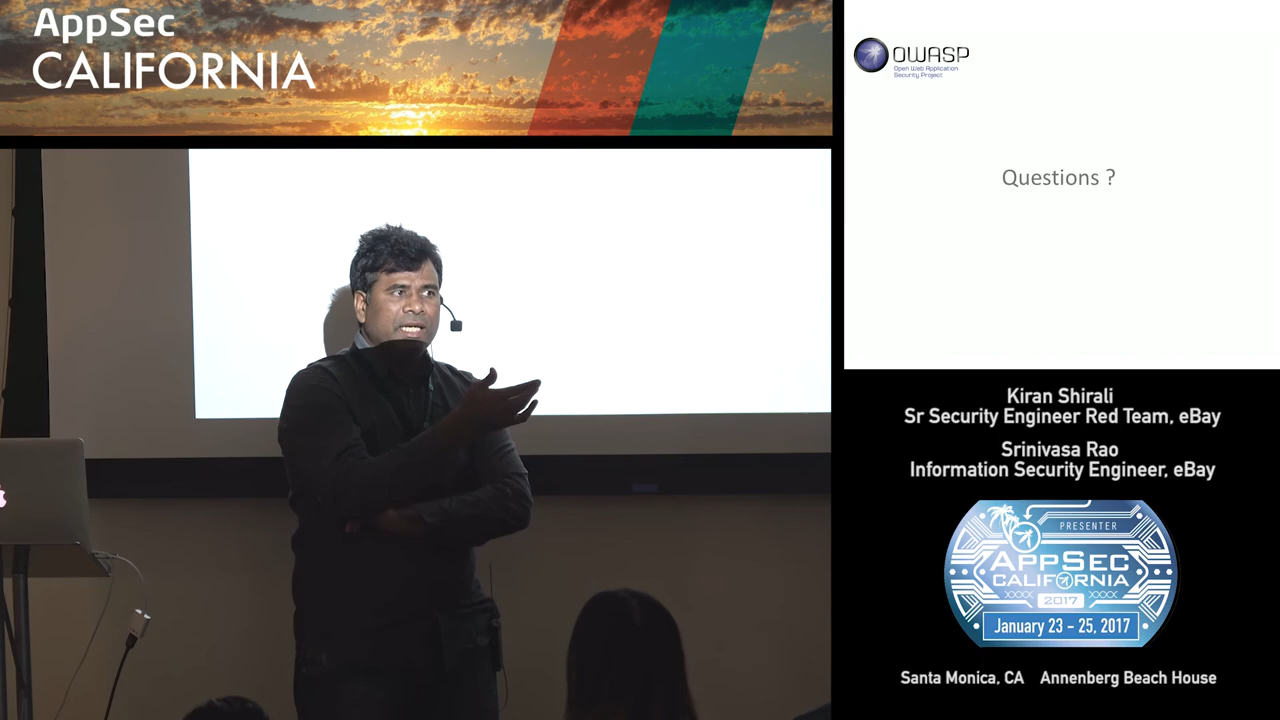 AppSec
CALIFORNIA
OWASP
Open Web Application
Security Project
Questions ?
Kiran Shirali
Sr Security Engineer Red Team, eBay
Srinivasa Rao
Information Security Engineer, eBay
PRESENTER
APPSEC
CALIFORNIA
2017
January 23 - 25, 2017
Santa Monica, CA Annenberg Beach House